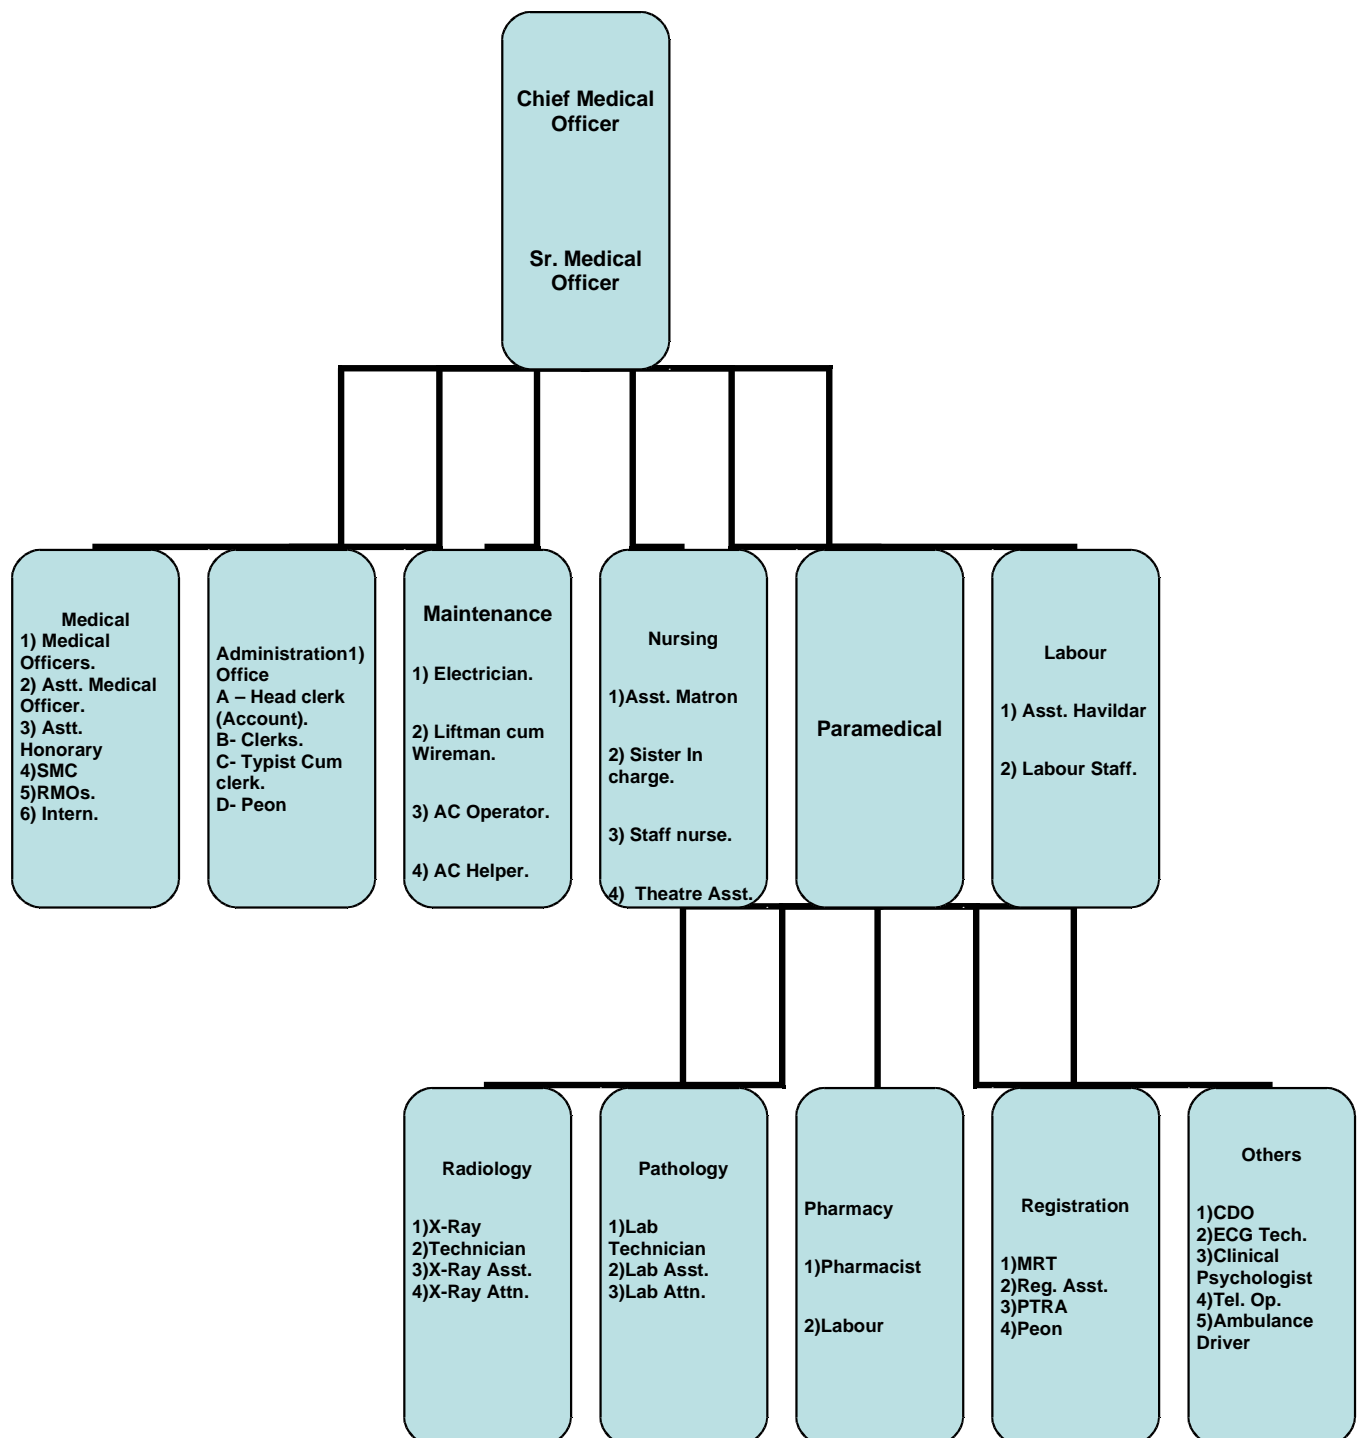 Chief Medical
Officer
Sr. Medical
Officer
Medical
1) Medical
Officers.
2) Astt. Medical
Officer.
3) Astt.
Honorary
4)SMC
5)RMOs.
6) Intern.
Administration1)
Office
A – Head clerk
(Account).
B- Clerks.
C- Typist Cum
clerk.
D- Peon
Maintenance
1) Electrician.
2) Liftman cum
Wireman.
3) AC Operator.
4) AC Helper.
Nursing
1)Asst. Matron
2) Sister In
charge.
3) Staff nurse.
4)  Theatre Asst.
Paramedical
Labour
1) Asst. Havildar
2) Labour Staff.
Radiology
1)X-Ray
2)Technician
3)X-Ray Asst.
4)X-Ray Attn.
Pathology
1)Lab
Technician
2)Lab Asst.
3)Lab Attn.
Pharmacy
1)Pharmacist
2)Labour
Registration
1)MRT
2)Reg. Asst.
3)PTRA
4)Peon
Others
1)CDO
2)ECG Tech.
3)Clinical
Psychologist
4)Tel. Op.
5)Ambulance
Driver